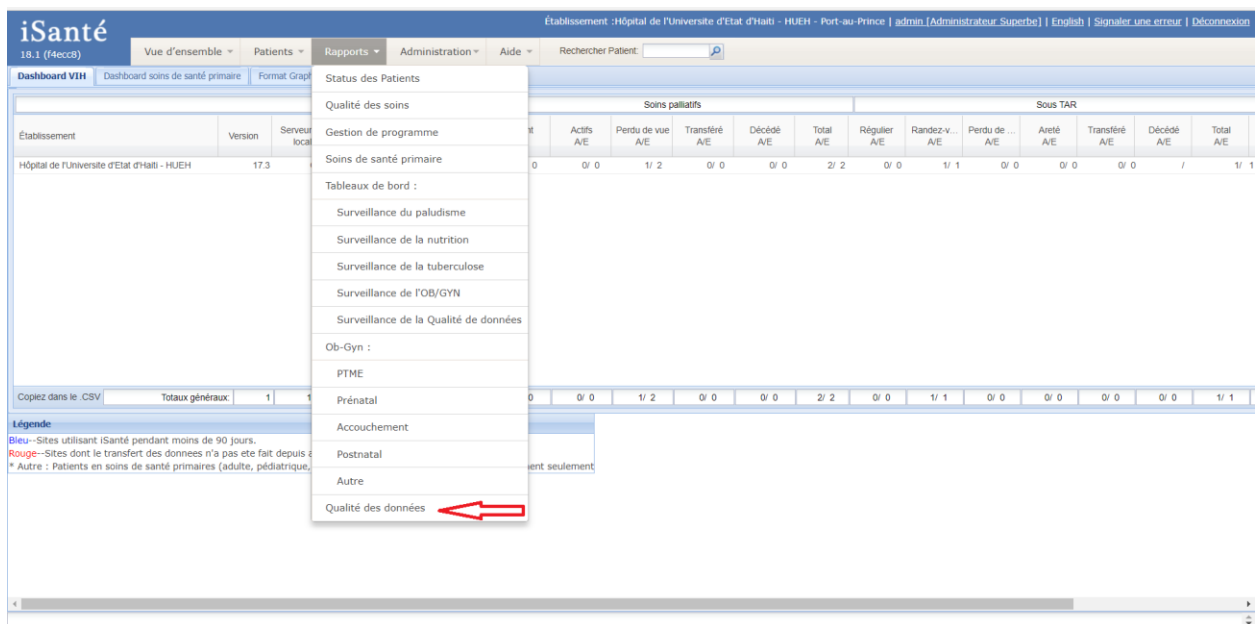 iSanté
18.1 (f4ecc8)
Établissement :Hôpital de l'Universite d'Etat d'Haiti - HUEH - Port-au-Prince | admin [Administrateur Superbe] | English | Signaler une erreur | Déconnexion
Vue d'ensemble Patients Rapports Administration Aide Rechercher Patient:
Dashboard VIH Dashboard soins de santé primaire Format Graph
Status des Patients
Qualité des soins
Gestion de programme
Soins de santé primaire
Tableaux de bord :
Surveillance du paludisme
Surveillance de la nutrition
Surveillance de la tuberculose
Surveillance de l'OB/GYN
Surveillance de la Qualité de données
Ob-Gyn :
PTME
Prénatal
Accouchement
Postnatal
Autre
Qualité des données
Soins palliatifs Sous TAR
Établissement Version Serveur local Actifs A/E Perdu de vue A/E Transféré A/E Décédé A/E Total A/E Régulier A/E Randez-v... A/E Perdu de ... A/E Areté A/E Transféré A/E Décédé A/E Total A/E
Hôpital de l'Universite d'Etat d'Haiti - HUEH 17.3 0 0/ 0 1/ 2 0/ 0 0/ 0 2/ 2 0/ 0 1/ 1 0/ 0 0/ 0 0/ 0 / 1/ 1
Copiez dans le .CSV Totaux généraux: 1 1 0 0/ 0 1/ 2 0/ 0 0/ 0 2/ 2 0/ 0 1/ 1 0/ 0 0/ 0 0/ 0 0/ 0 1/ 1
Légende
Bleu--Sites utilisant iSanté pendant moins de 90 jours.
Rouge--Sites dont le transfert des donnees n'a pas ete fait depuis
* Autre : Patients en soins de santé primaires (adulte, pédiatrique, ent seulement